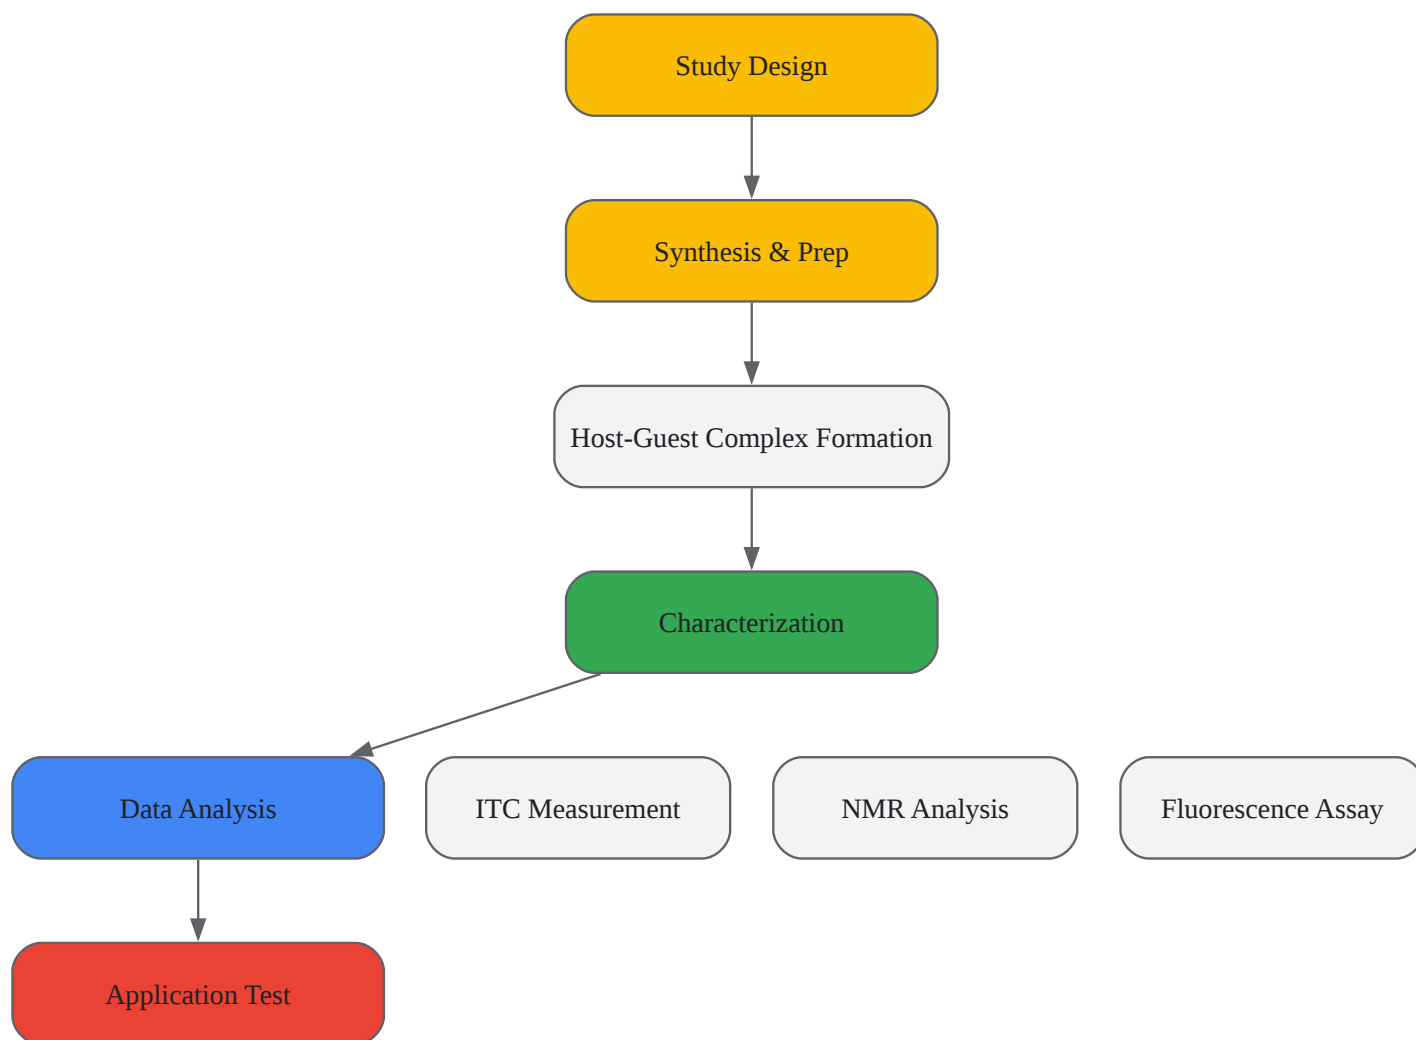 Study Design
Synthesis & Prep
Host-Guest Complex Formation
Characterization
Data Analysis
ITC Measurement
NMR Analysis
Fluorescence Assay
Application Test